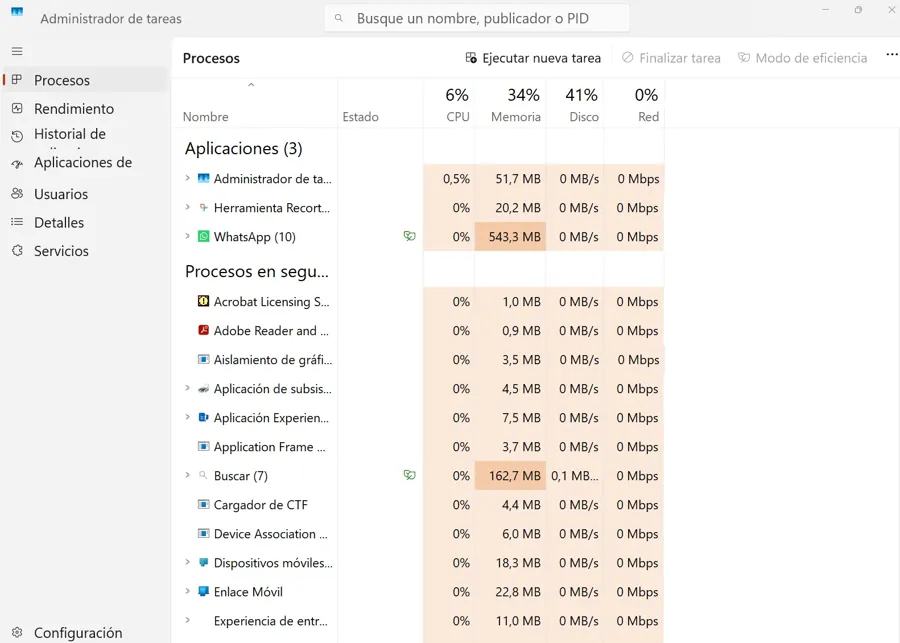 Administrador de tareas
Busque un nombre, publicador o PID
Procesos
Rendimiento
Historial de
Aplicaciones de
Usuarios
Detalles
Servicios
Configuración
Procesos
Ejecutar nueva tarea
Finalizar tarea
Modo de eficiencia
...
6% 34% 41% 0%
Nombre Estado CPU Memoria Disco Red
Aplicaciones (3)
Administrador de ta... 0,5% 51,7 MB 0 MB/s 0 Mbps
Herramienta Recort... 0% 20,2 MB 0 MB/s 0 Mbps
WhatsApp (10) 0% 543,3 MB 0 MB/s 0 Mbps
Procesos en segu...
Acrobat Licensing S... 0% 1,0 MB 0 MB/s 0 Mbps
Adobe Reader and ... 0% 0,9 MB 0 MB/s 0 Mbps
Aislamiento de gráfi... 0% 3,5 MB 0 MB/s 0 Mbps
Aplicación de subsis... 0% 4,5 MB 0 MB/s 0 Mbps
Aplicación Experien... 0% 7,5 MB 0 MB/s 0 Mbps
Application Frame ... 0% 3,7 MB 0 MB/s 0 Mbps
Buscar (7) 0% 162,7 MB 0,1 MB... 0 Mbps
Cargador de CTF 0% 4,4 MB 0 MB/s 0 Mbps
Device Association ... 0% 6,0 MB 0 MB/s 0 Mbps
Dispositivos móviles... 0% 18,3 MB 0 MB/s 0 Mbps
Enlace Móvil 0% 22,8 MB 0 MB/s 0 Mbps
Experiencia de entr... 0% 11,0 MB 0 MB/s 0 Mbps